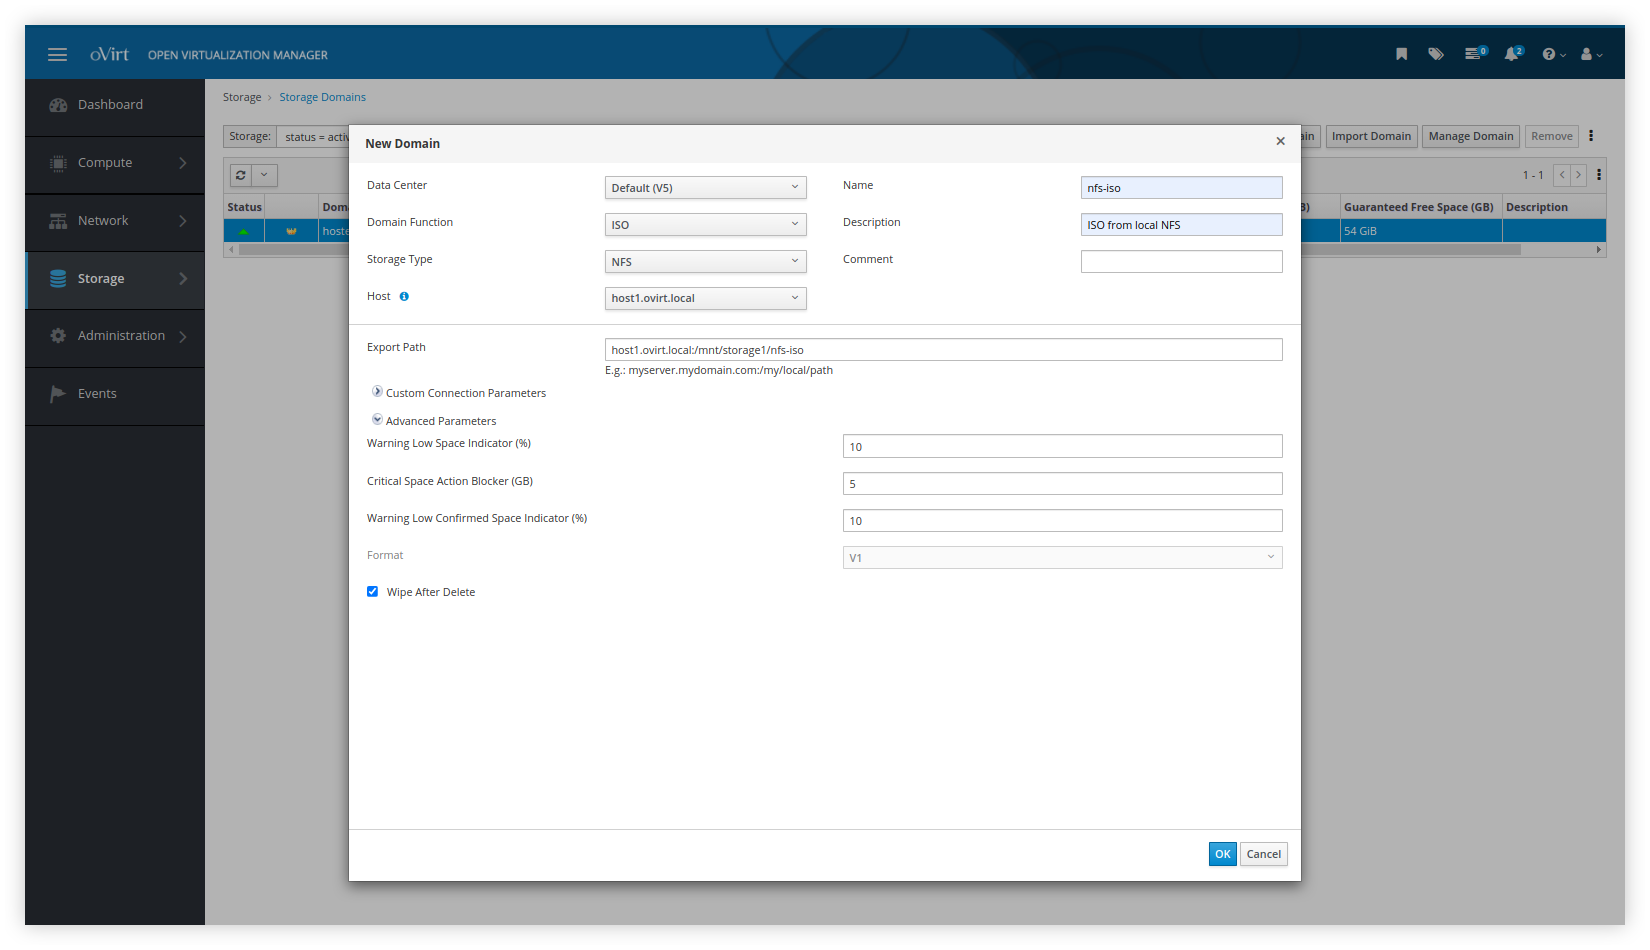 oVirt OPEN VIRTUALIZATION MANAGER 0 2
Dashboard
Compute
Network
Storage
Administration
Events
Storage › Storage Domains
Storage: status = activ
Import Domain Manage Domain Remove
1 - 1
Status Doma Guaranteed Free Space (GB) Description
hoste 54 GiB
New Domain
Data Center Default (V5) Name nfs-iso
Domain Function ISO Description ISO from local NFS
Storage Type NFS Comment
Host host1.ovirt.local
Export Path host1.ovirt.local:/mnt/storage1/nfs-iso
E.g.: myserver.mydomain.com:/my/local/path
Custom Connection Parameters
Advanced Parameters
Warning Low Space Indicator (%) 10
Critical Space Action Blocker (GB) 5
Warning Low Confirmed Space Indicator (%) 10
Format V1
Wipe After Delete
OK Cancel